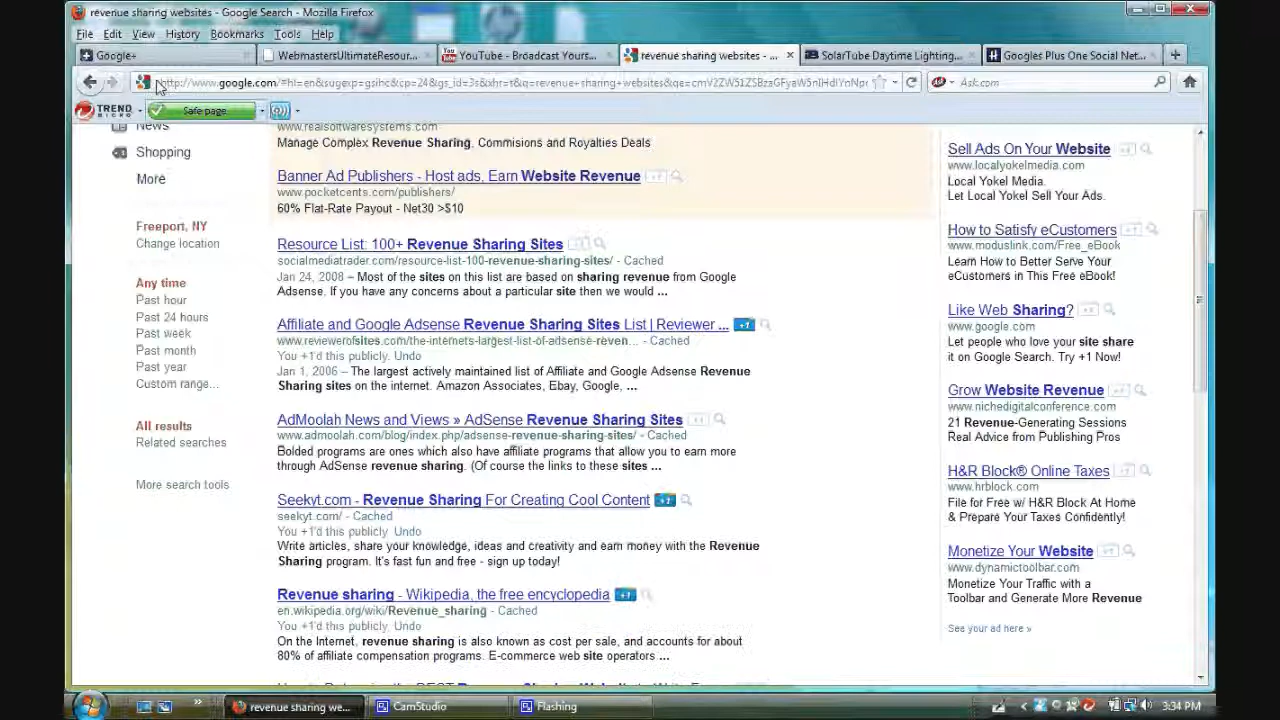 revenue sharing websites - Google Search - Mozilla Firefox
File Edit View History Bookmarks Tools Help
Google+
WebmastersUltimateResour...
YouTube - Broadcast Yours...
revenue sharing websites - ...
SolarTube Daytime Lighting...
Googles Plus One Social Net...
Ask.com
TREND MICRO
Safe page
News
Shopping
More
Freeport, NY
Change location
Any time
Past hour
Past 24 hours
Past week
Past month
Past year
Custom range...
All results
Related searches
More search tools
www.realsoftwaresystems.com
Manage Complex Revenue Sharing, Commisions and Royalties Deals
Banner Ad Publishers - Host ads, Earn Website Revenue
www.pocketcents.com/publishers/
60% Flat-Rate Payout - Net30 >$10
Resource List: 100+ Revenue Sharing Sites
socialmediatrader.com/resource-list-100-revenue-sharing-sites/ - Cached
Jan 24, 2008 – Most of the sites on this list are based on sharing revenue from Google
Adsense. If you have any concerns about a particular site then we would ...
Affiliate and Google Adsense Revenue Sharing Sites List | Reviewer ...
www.reviewerofsites.com/the-internets-largest-list-of-adsense-reven... - Cached
You +1'd this publicly. Undo
Jan 1, 2006 – The largest actively maintained list of Affiliate and Google Adsense Revenue
Sharing sites on the internet. Amazon Associates, Ebay, Google, ...
AdMoolah News and Views » AdSense Revenue Sharing Sites
www.admoolah.com/blog/index.php/adsense-revenue-sharing-sites/ - Cached
Bolded programs are ones which also have affiliate programs that allow you to earn more
through AdSense revenue sharing. (Of course the links to these sites ...
Seekyt.com - Revenue Sharing For Creating Cool Content
seekyt.com/ - Cached
You +1'd this publicly. Undo
Write articles, share your knowledge, ideas and creativity and earn money with the Revenue
Sharing program. It's fast fun and free - sign up today!
Revenue sharing - Wikipedia, the free encyclopedia
en.wikipedia.org/wiki/Revenue_sharing - Cached
You +1'd this publicly. Undo
On the Internet, revenue sharing is also known as cost per sale, and accounts for about
80% of affiliate compensation programs. E-commerce web site operators ...
Sell Ads On Your Website
www.localyokelmedia.com
Local Yokel Media.
Let Local Yokel Sell Your Ads.
How to Satisfy eCustomers
www.moduslink.com/Free_eBook
Learn How to Better Serve Your
eCustomers in This Free eBook!
Like Web Sharing?
www.google.com
Let people who love your site share
it on Google Search. Try +1 Now!
Grow Website Revenue
www.nichedigitalconference.com
21 Revenue-Generating Sessions
Real Advice from Publishing Pros
H&R Block® Online Taxes
www.hrblock.com
File for Free w/ H&R Block At Home
& Prepare Your Taxes Confidently!
Monetize Your Website
www.dynamictoolbar.com
Monetize Your Traffic with a
Toolbar and Generate More Revenue
See your ad here »
revenue sharing we...
CamStudio
Flashing
3:34 PM